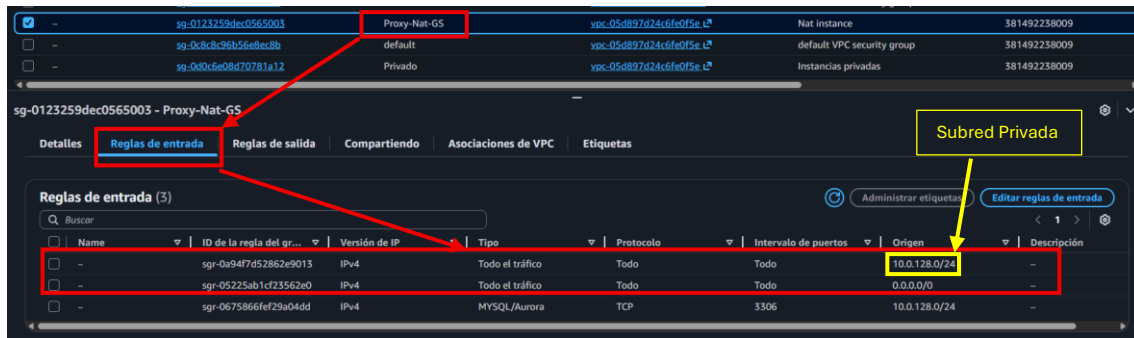 – sg-0123259dec0565003 Proxy-Nat-GS vpc-05d897d24c6fe0f5e Nat instance 381492238009
– sg-0c8c8c96b56e8ec8b default vpc-05d897d24c6fe0f5e default VPC security group 381492238009
– sg-0d0c6e08d70781a12 Privado vpc-05d897d24c6fe0f5e Instancias privadas 381492238009
sg-0123259dec0565003 - Proxy-Nat-GS
Detalles Reglas de entrada Reglas de salida Compartiendo Asociaciones de VPC Etiquetas
Subred Privada
Reglas de entrada (3) Administrar etiquetas Editar reglas de entrada
Buscar 1
Name ID de la regla del gr... Versión de IP Tipo Protocolo Intervalo de puertos Origen Descripción
– sgr-0a94f7d52862e9013 IPv4 Todo el tráfico Todo Todo 10.0.128.0/24 –
– sgr-05225ab1cf23562e0 IPv4 Todo el tráfico Todo Todo 0.0.0.0/0 –
– sgr-0675866fef29a04dd IPv4 MYSQL/Aurora TCP 3306 10.0.128.0/24 –